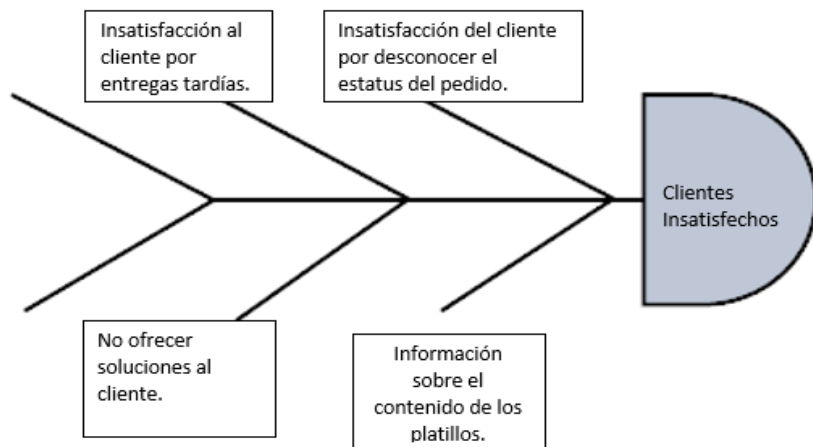 Insatisfacción al
cliente por
entregas tardías.
Insatisfacción del cliente
por desconocer el
estatus del pedido.
Clientes
Insatisfechos
No ofrecer
soluciones al
cliente.
Información
sobre el
contenido de los
platillos.